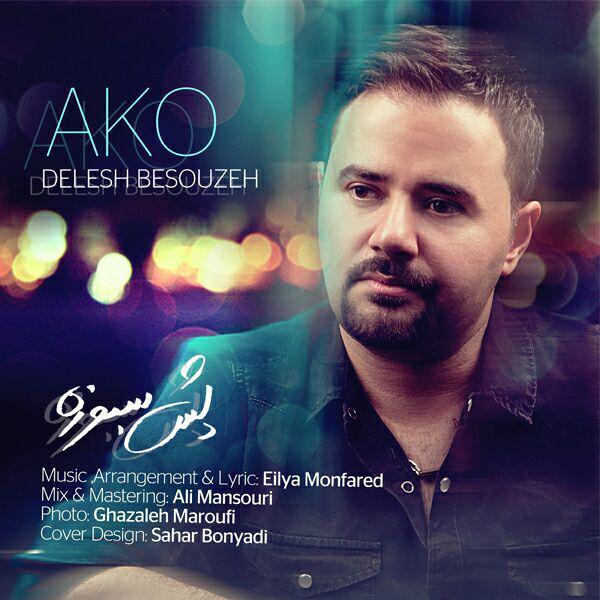 AKO
DELESH BESOUZEH
دلش بسوزه
Music ,Arrangement & Lyric: Eilya Monfared
Mix & Mastering: Ali Mansouri
Photo: Ghazaleh Maroufi
Cover Design: Sahar Bonyadi